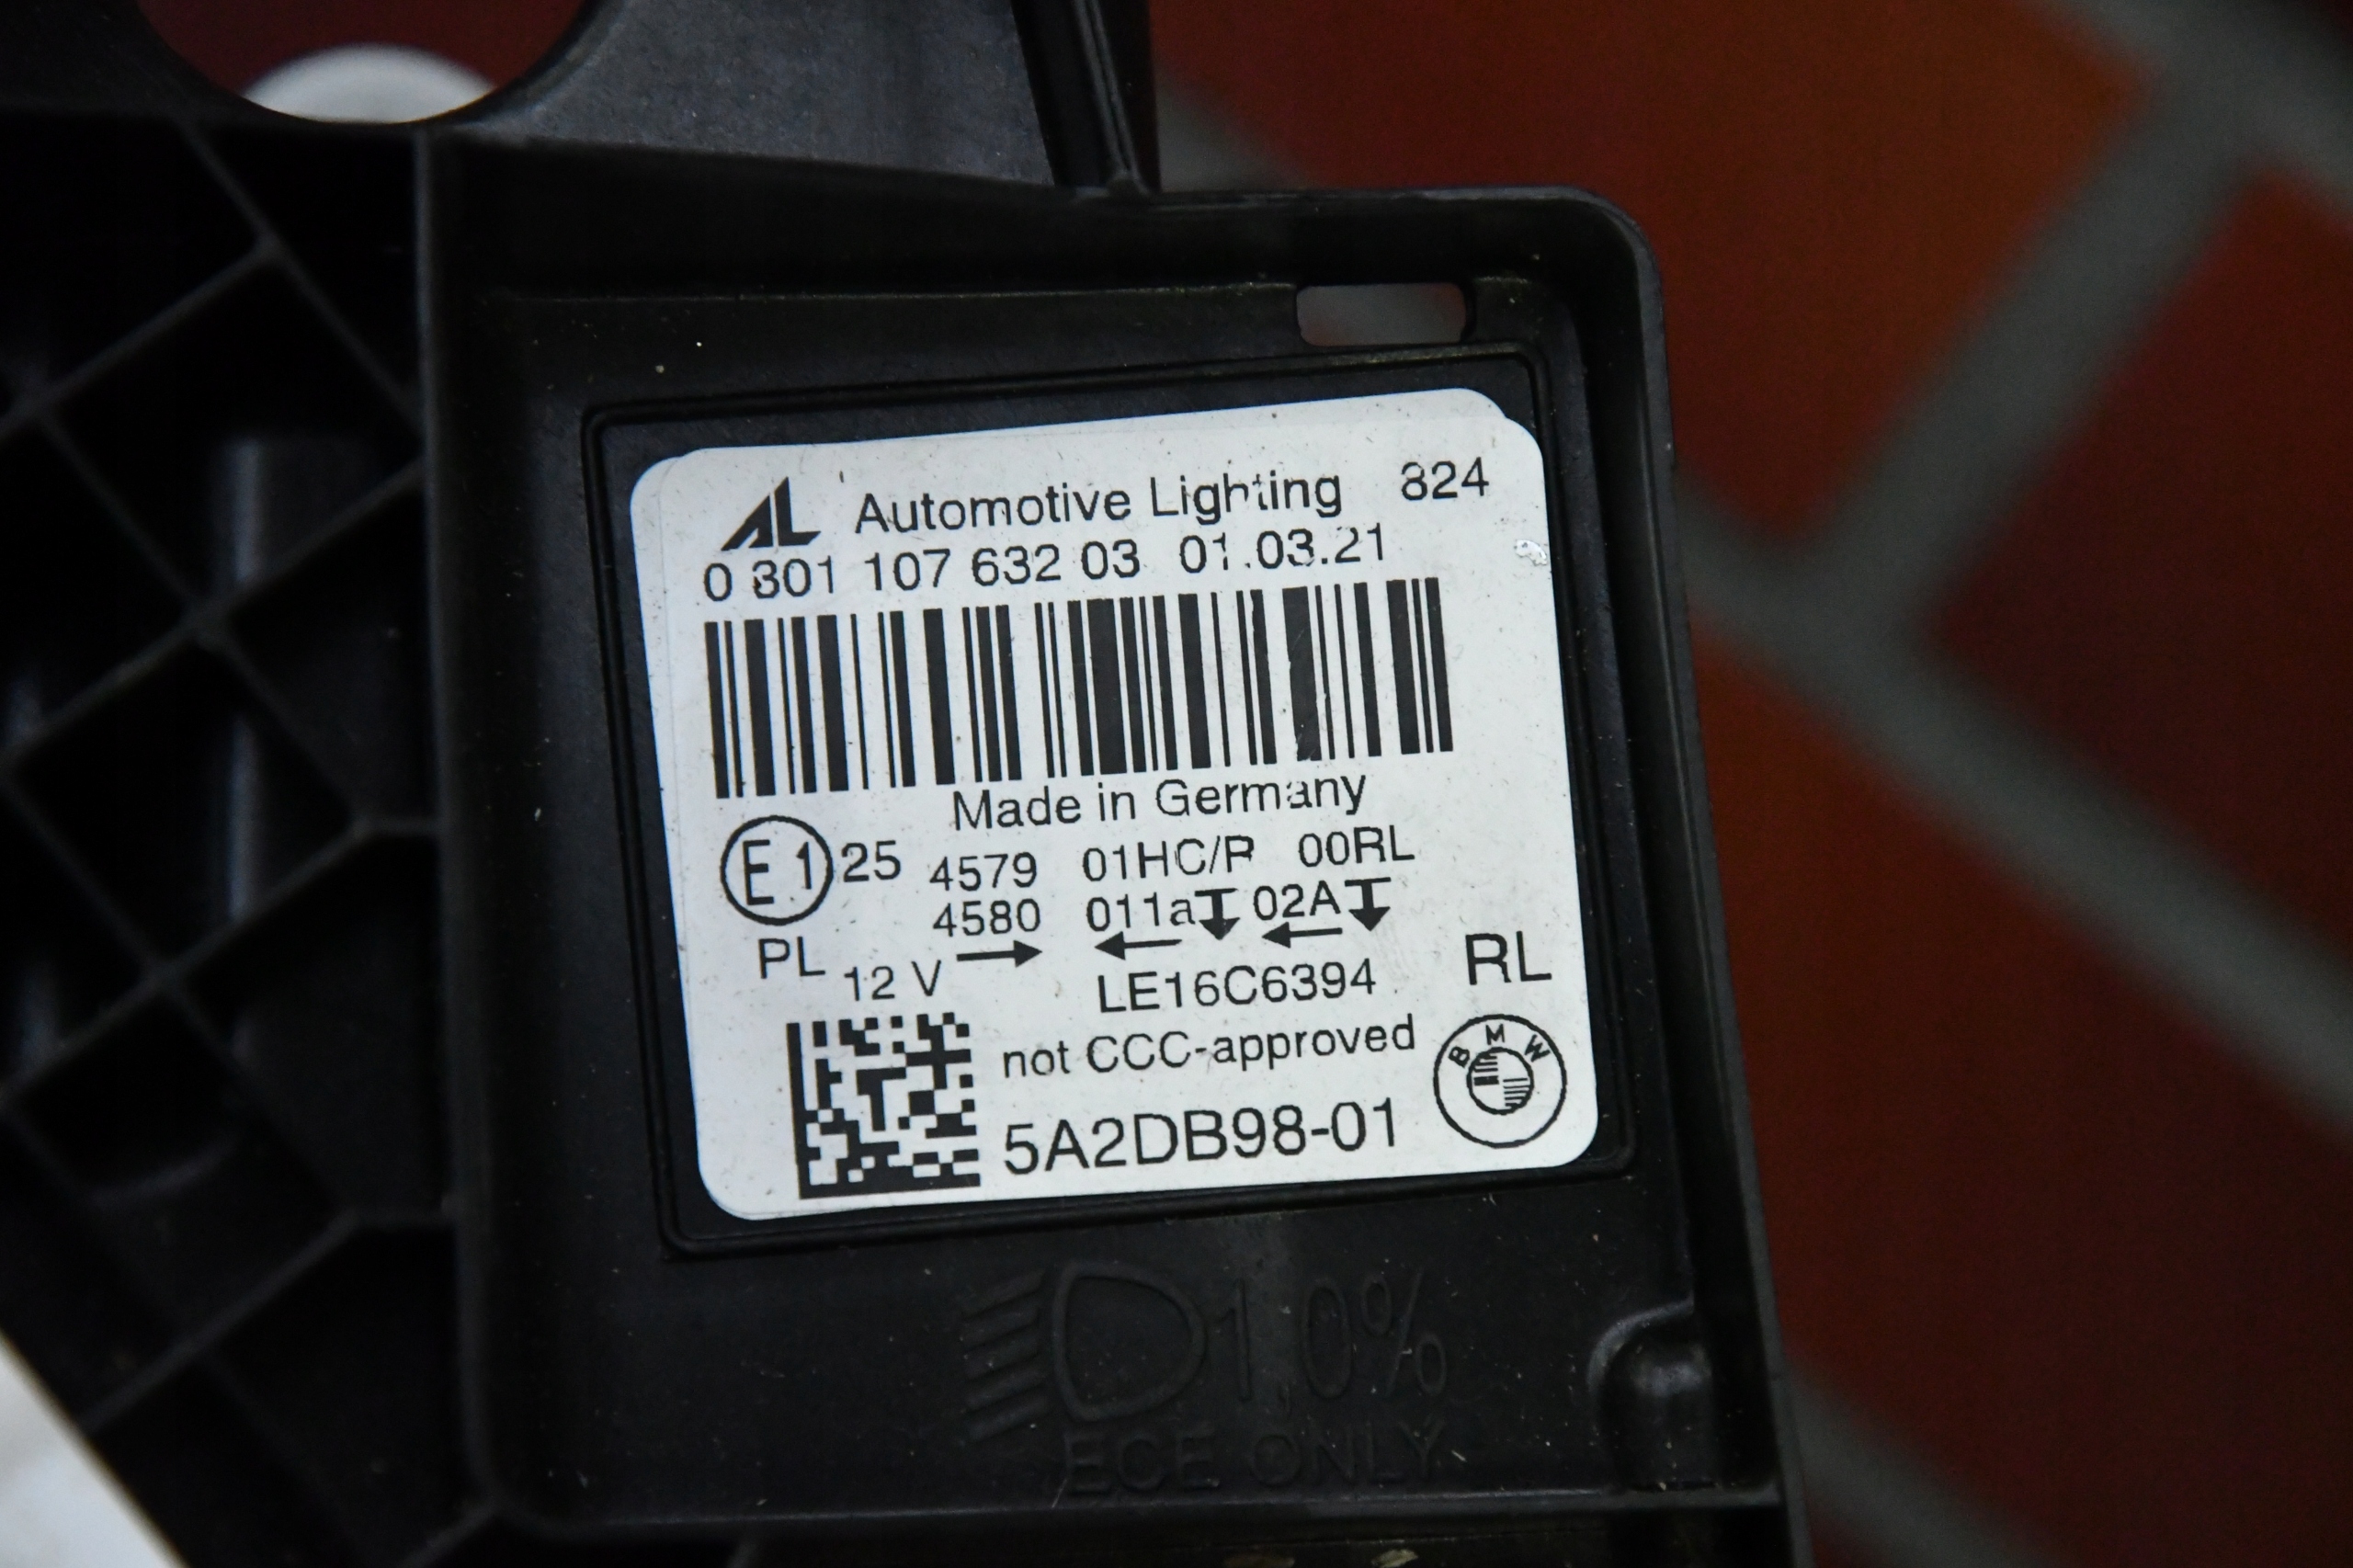 AL Automotive Lighting 824
0 301 107 632 03 01.03.21
Made in Germany
E1 25 4579 01HC/R 00RL
4580 011a 02A
PL 12 V → ← ←
LE16C6394 RL
not CCC-approved
BMW
5A2DB98-01
1,0%
ECE ONLY